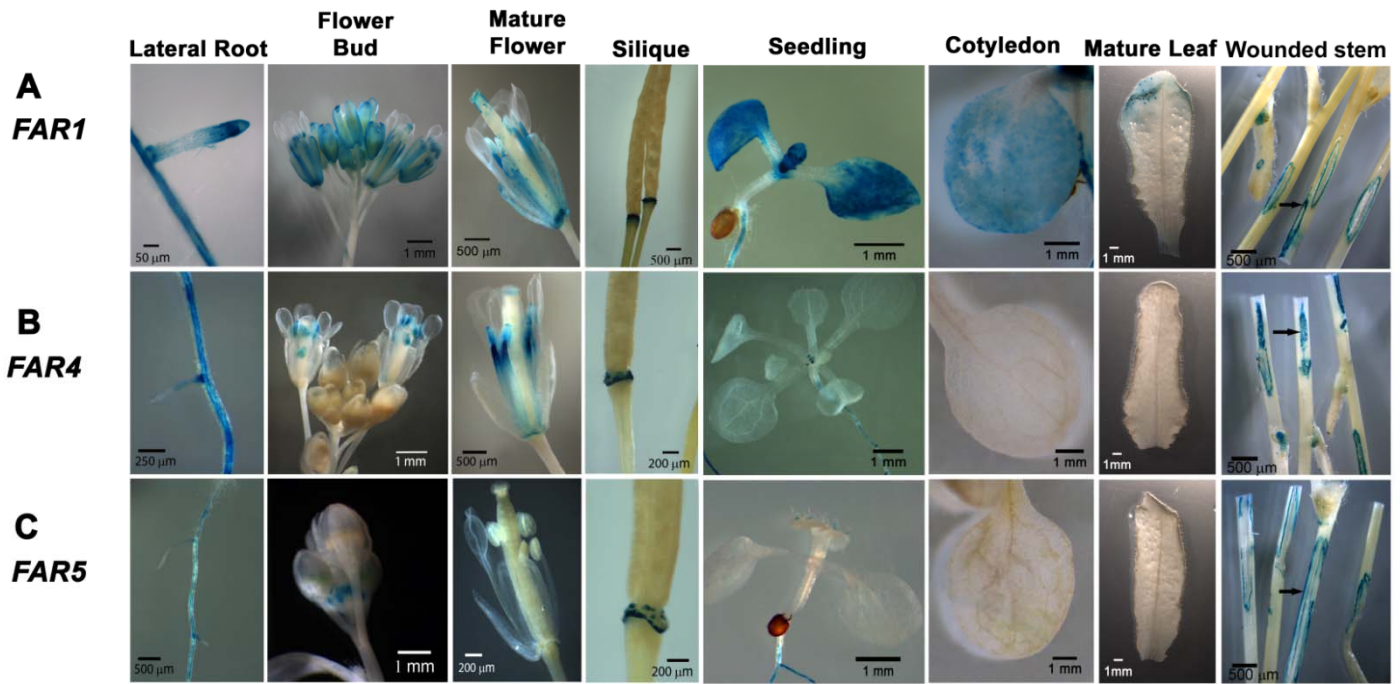 Lateral Root
Flower
Bud
Mature
Flower
Silique
Seedling
Cotyledon
Mature Leaf
Wounded stem
A
FAR1
50 µm
1 mm
500 µm
500 µm
1 mm
1 mm
1 mm
500 µm
B
FAR4
250 µm
1 mm
500 µm
200 µm
1 mm
1 mm
1mm
500 µm
C
FAR5
500 µm
1 mm
200 µm
200 µm
1 mm
1 mm
1mm
500 µm